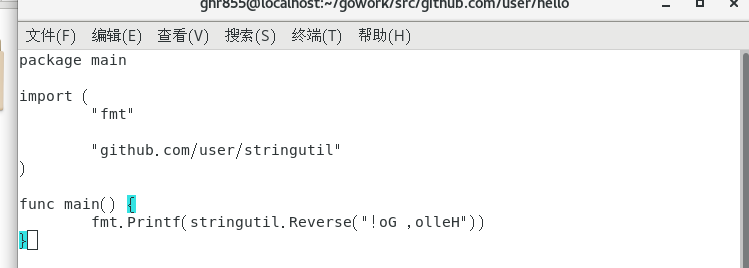 ghr855@localhost:~/gowork/src/github.com/user/hello
文件(F) 编辑(E) 查看(V) 搜索(S) 终端(T) 帮助(H)
package main
import (
"fmt"
"github.com/user/stringutil"
)
func main() {
fmt.Printf(stringutil.Reverse("!oG ,olleH"))
}